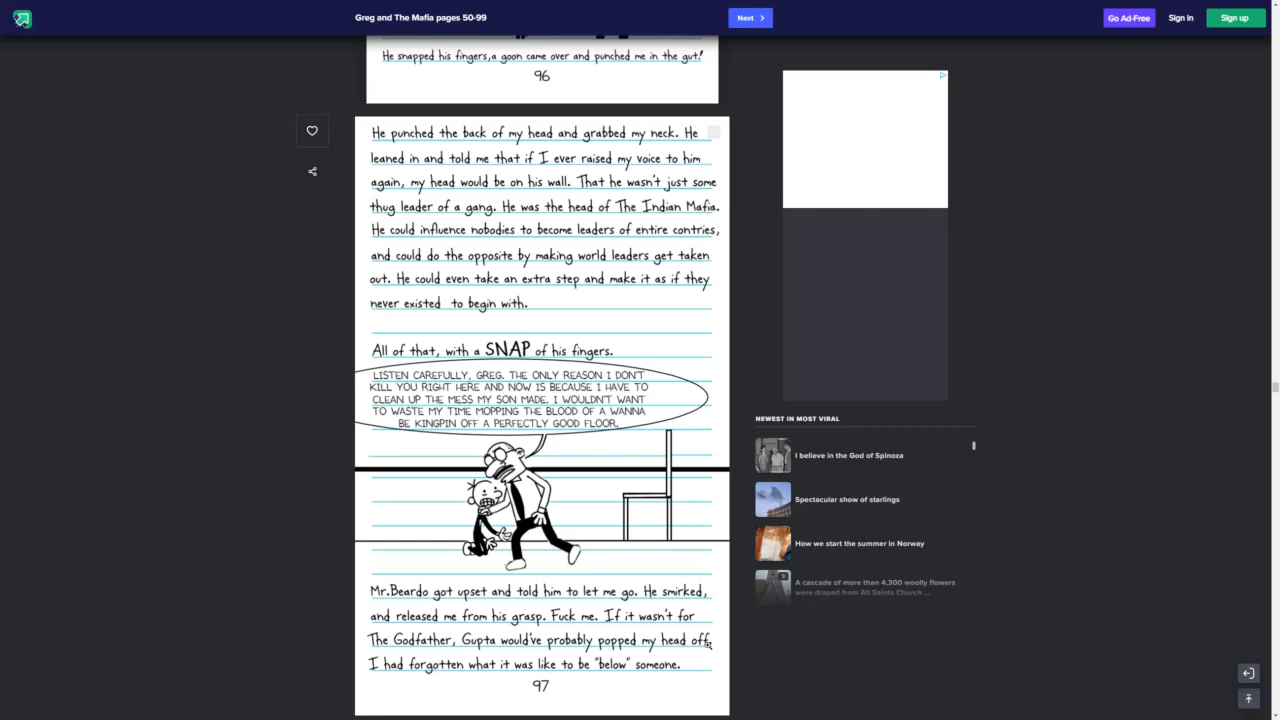 Greg and The Mafia pages 50-99
Next
Go Ad-Free
Sign in
Sign up
He snapped his fingers,a goon came over and punched me in the gut!
96
He punched the back of my head and grabbed my neck. He
leaned in and told me that if I ever raised my voice to him
again, my head would be on his wall. That he wasn't just some
thug leader of a gang. He was the head of The Indian Mafia.
He could influence nobodies to become leaders of entire contries,
and could do the opposite by making world leaders get taken
out. He could even take an extra step and make it as if they
never existed to begin with.
All of that, with a SNAP of his fingers.
LISTEN CAREFULLY, GREG. THE ONLY REASON I DON'T
KILL YOU RIGHT HERE AND NOW IS BECAUSE I HAVE TO
CLEAN UP THE MESS MY SON MADE. I WOULDN'T WANT
TO WASTE MY TIME MOPPING THE BLOOD OF A WANNA
BE KINGPIN OFF A PERFECTLY GOOD FLOOR.
Mr.Beardo got upset and told him to let me go. He smirked,
and released me from his grasp. Fuck me. If it wasn't for
The Godfather, Gupta would've probably popped my head off.
I had forgotten what it was like to be "below" someone.
97
NEWEST IN MOST VIRAL
I believe in the God of Spinoza
Spectacular show of starlings
How we start the summer in Norway
3
A cascade of more than 4,300 woolly flowers
were draped from All Saints Church ...